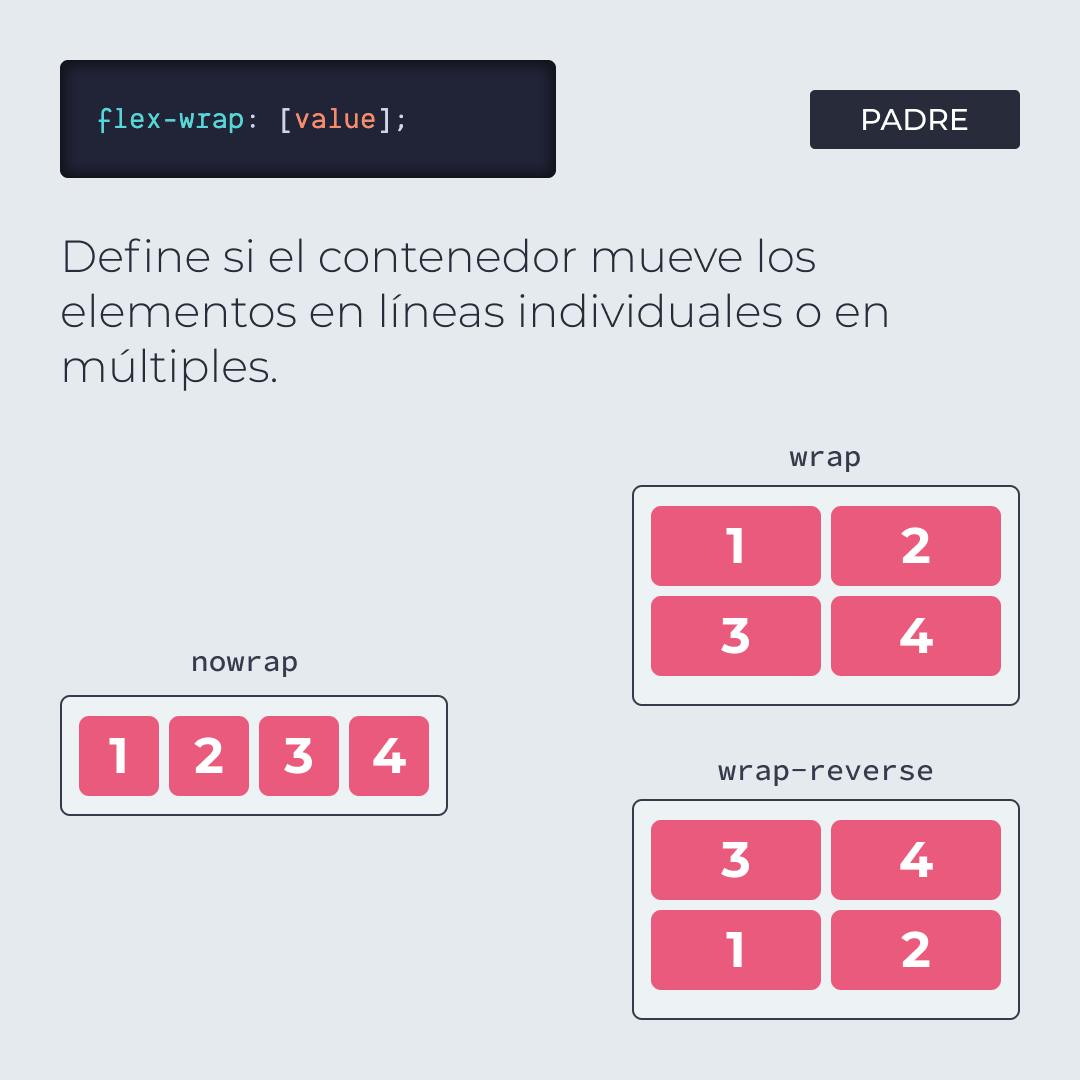 flex-wrap: [value];
PADRE
Define si el contenedor mueve los
elementos en líneas individuales o en
múltiples.
nowrap
1 2 3 4
wrap
1 2
3 4
wrap-reverse
3 4
1 2